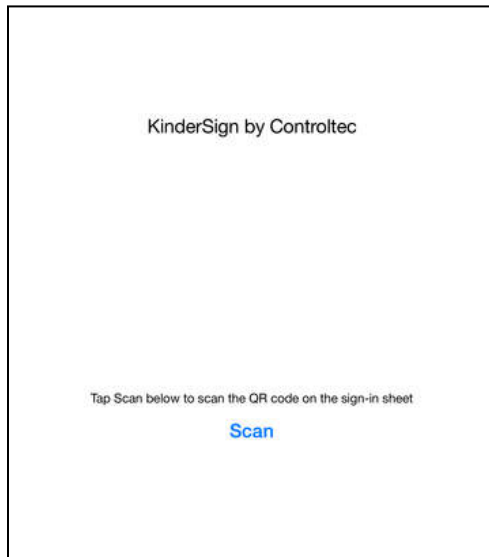 KinderSign by Controltec
Tap Scan below to scan the QR code on the sign-in sheet
Scan